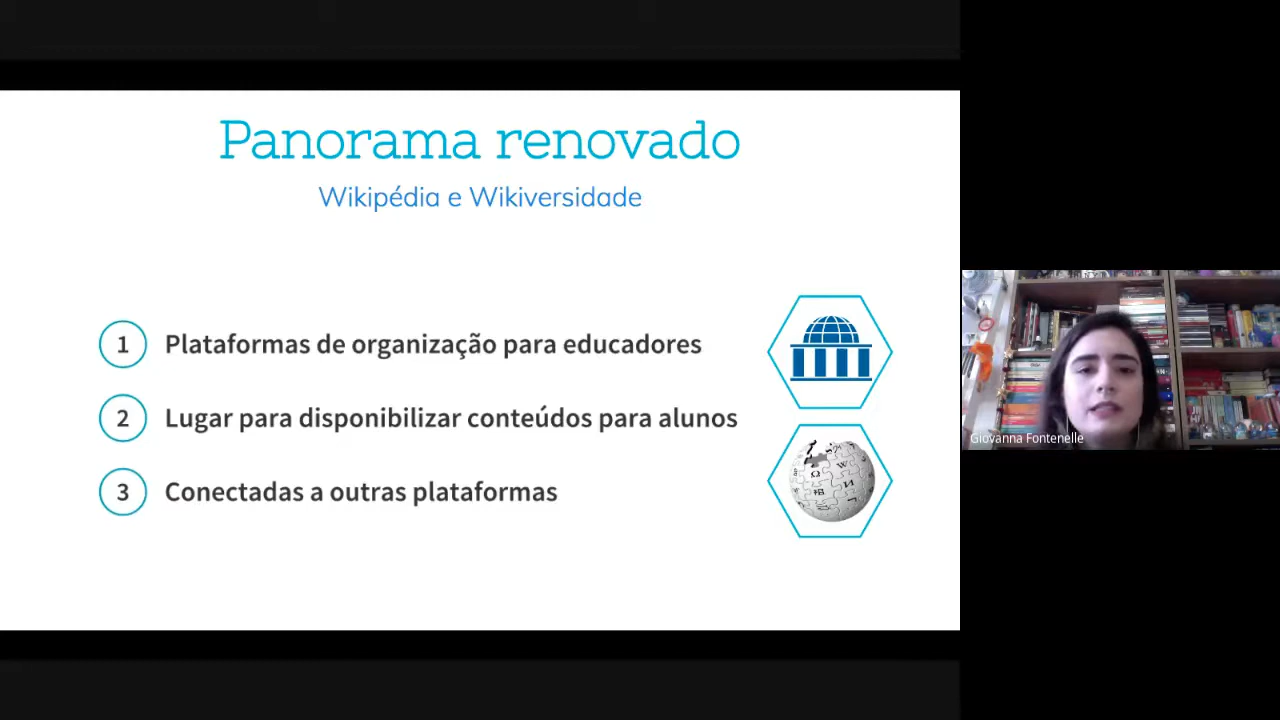 Panorama renovado
Wikipédia e Wikiversidade
1 Plataformas de organização para educadores
2 Lugar para disponibilizar conteúdos para alunos
3 Conectadas a outras plataformas
Giovanna Fontenelle